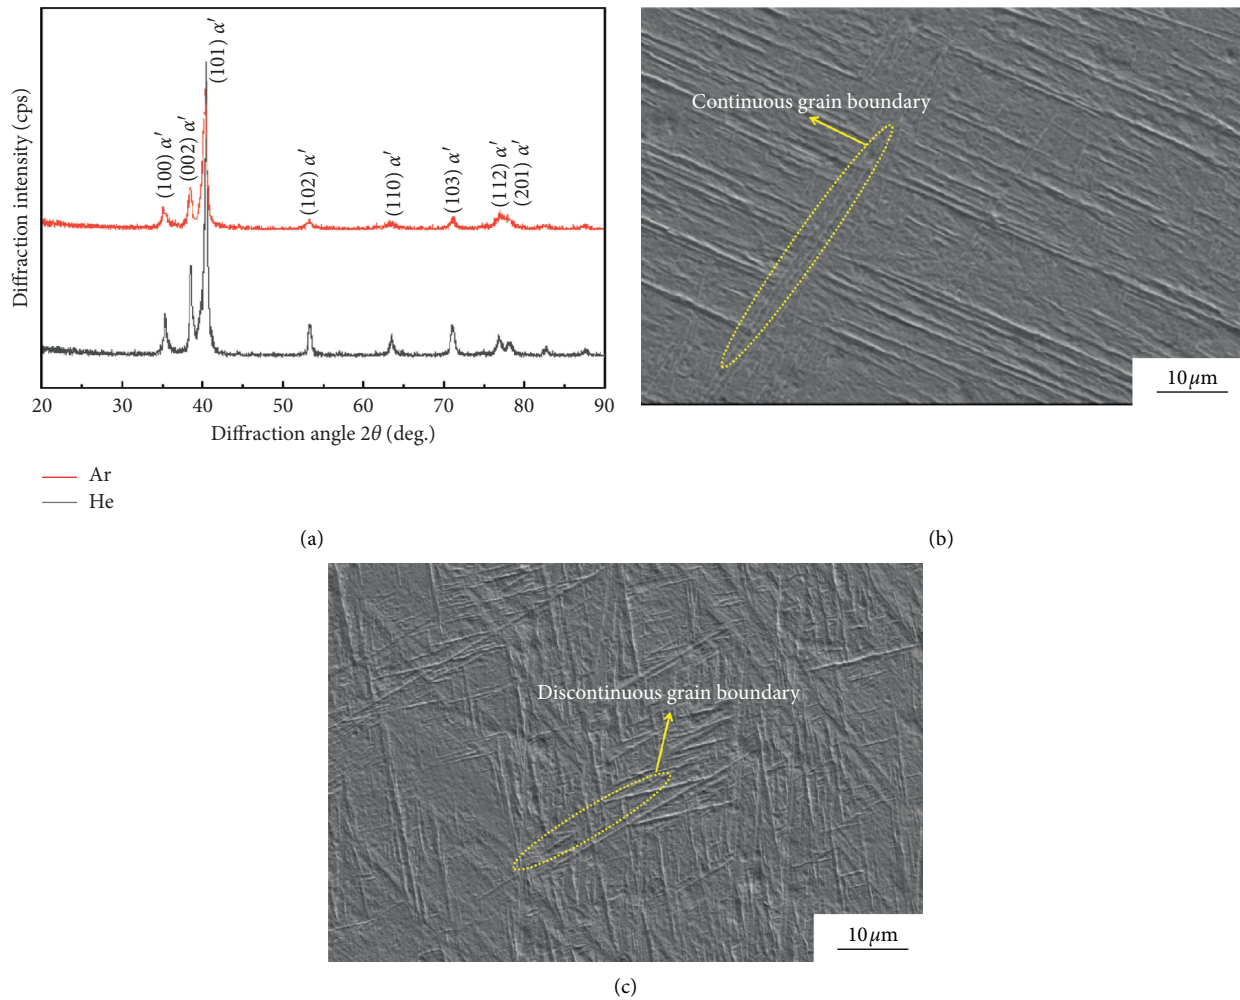 Diffraction intensity (cps)
(100) α′
(002) α′
(101) α′
(102) α′
(110) α′
(103) α′
(112) α′
(201) α′
20 30 40 50 60 70 80 90
Diffraction angle 2θ (deg.)
Ar
He
(a)
Continuous grain boundary
10 μm
(b)
Discontinuous grain boundary
10 μm
(c)